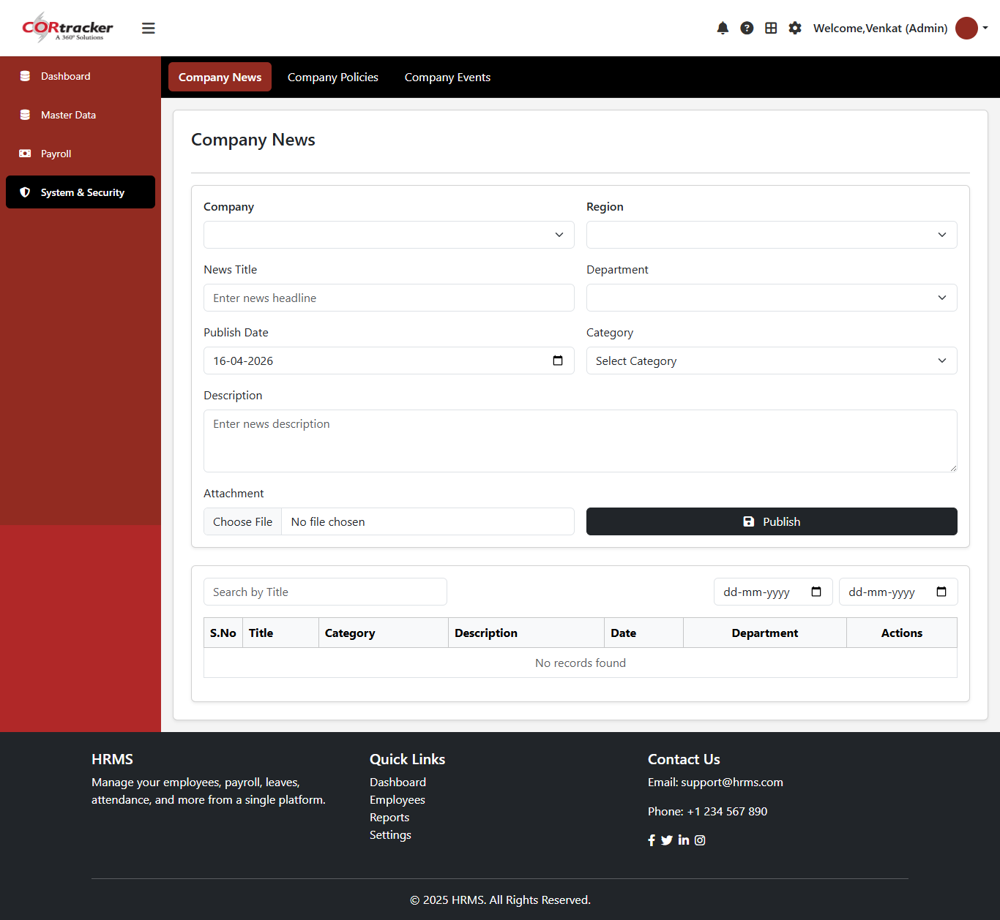 CORtracker
A 360° Solutions
Welcome,Venkat (Admin)
Dashboard
Master Data
Payroll
System & Security
Company News
Company Policies
Company Events
Company News
Company
Region
News Title
Department
Enter news headline
Publish Date
Category
16-04-2026
Select Category
Description
Enter news description
Attachment
Choose File
No file chosen
Publish
Search by Title
dd-mm-yyyy
dd-mm-yyyy
S.No
Title
Category
Description
Date
Department
Actions
No records found
HRMS
Manage your employees, payroll, leaves,
attendance, and more from a single platform.
Quick Links
Dashboard
Employees
Reports
Settings
Contact Us
Email: support@hrms.com
Phone: +1 234 567 890
© 2025 HRMS. All Rights Reserved.